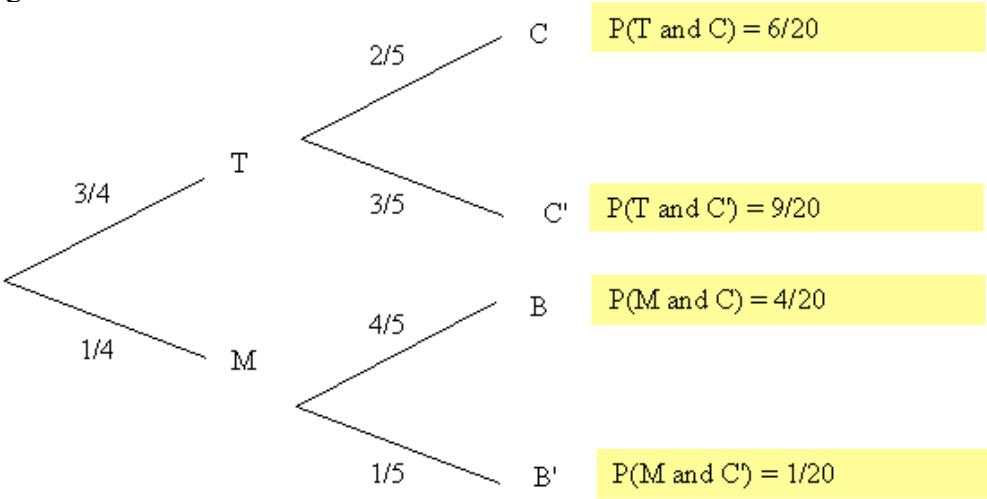 g
C P(T and C) = 6/20
2/5
T
3/4
3/5
C' P(T and C') = 9/20
B P(M and C) = 4/20
4/5
1/4
M
1/5
B' P(M and C') = 1/20